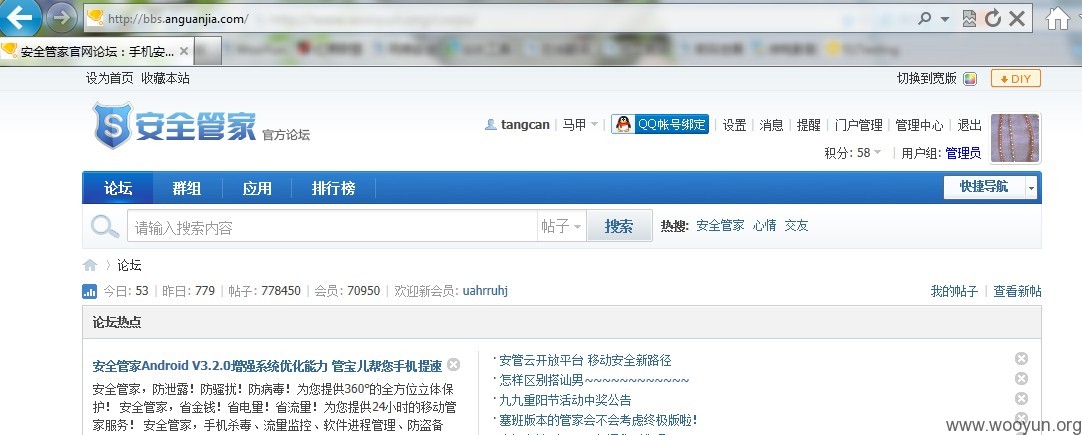 http://bbs.anguanjia.com/
安全管家官网论坛：手机安...
设为首页 收藏本站
切换到宽版 DIY
安全管家 官方论坛
tangcan 马甲 QQ帐号绑定 设置 消息 提醒 门户管理 管理中心 退出
积分: 58 用户组: 管理员
论坛 群组 应用 排行榜 快捷导航
请输入搜索内容 帖子 搜索 热搜: 安全管家 心情 交友
论坛
今日: 53 昨日: 779 帖子: 778450 会员: 70950 欢迎新会员: uahrruhj 我的帖子 查看新帖
论坛热点
安全管家Android V3.2.0增强系统优化能力 管宝儿帮您手机提速
安全管家，防泄露！防骚扰！防病毒！为您提供360°的全方位立体保
护！ 安全管家，省金钱！省电量！省流量！为您提供24小时的移动管
家服务！ 安全管家，手机杀毒、流量监控、软件进程管理、防盗备
安管云开放平台 移动安全新路径
怎样区别搭讪男~~~~~~~~~~~~
九九重阳节活动中奖公告
塞班版本的管家会不会考虑终极版啦!
www.wooyun.org